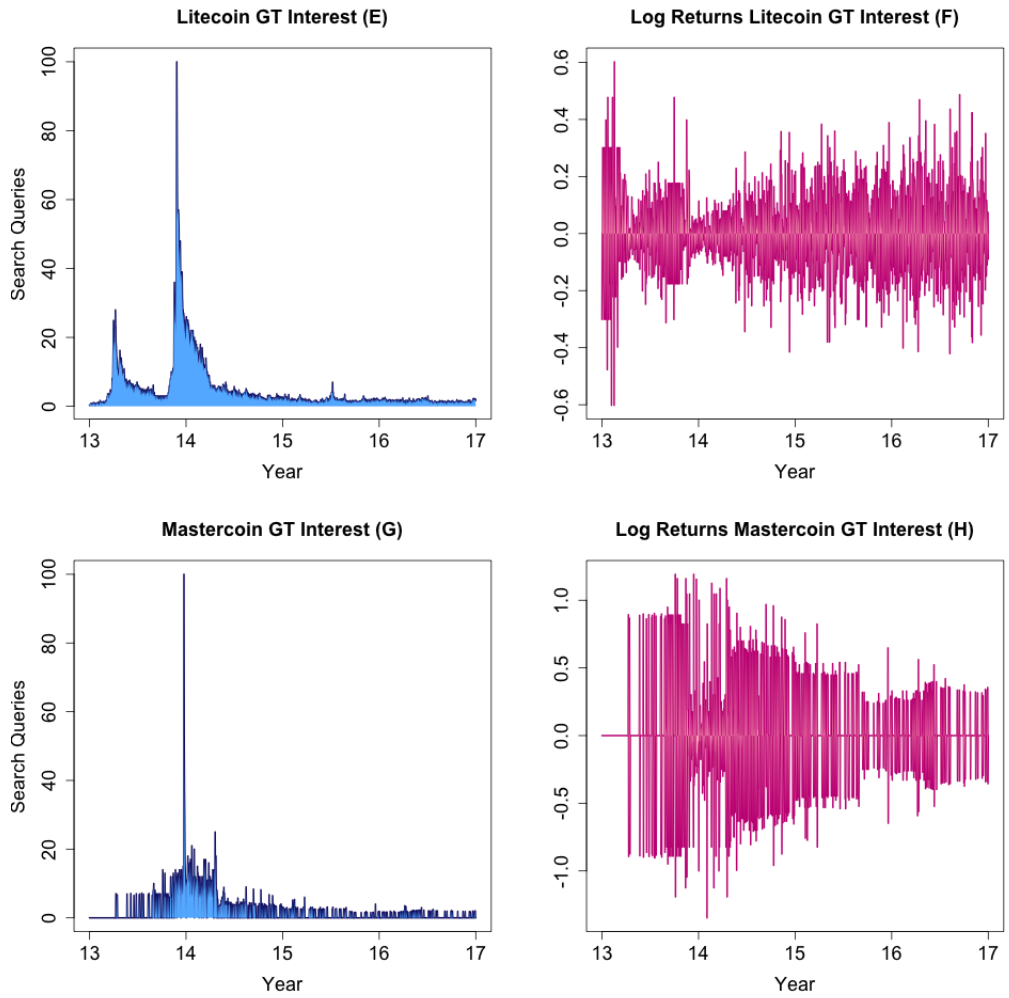 Litecoin GT Interest (E)
Search Queries
100
80
60
40
20
0
13 14 15 16 17
Year
Log Returns Litecoin GT Interest (F)
0.6
0.4
0.2
0.0
-0.2
-0.4
-0.6
13 14 15 16 17
Year
Mastercoin GT Interest (G)
Search Queries
100
80
60
40
20
0
13 14 15 16 17
Year
Log Returns Mastercoin GT Interest (H)
1.0
0.5
0.0
-0.5
-1.0
13 14 15 16 17
Year